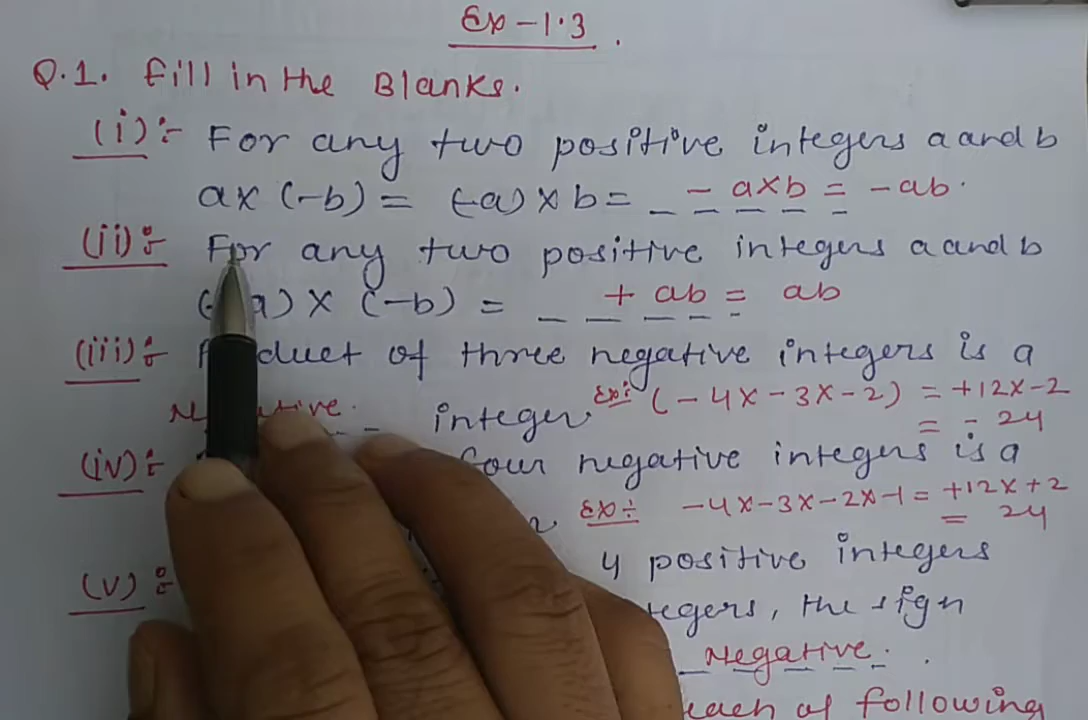 Ex-1.3.
Q.1. Fill in the Blanks.
(i):- For any two positive integers a and b
a×(-b) = (-a)×b = - a×b = -ab.
(ii):- For any two positive integers a and b
× (-b) = + ab = ab
(iii):- Product of three negative integers is a
Negative. integer. Ex: (-4×-3×-2) = +12×-2
= -24
(iv):- four negative integers is a
Ex÷ -4×-3×-2×-1 = +12×+2
= 24
(v): 4 positive integers
the sign
Negative.
each of following